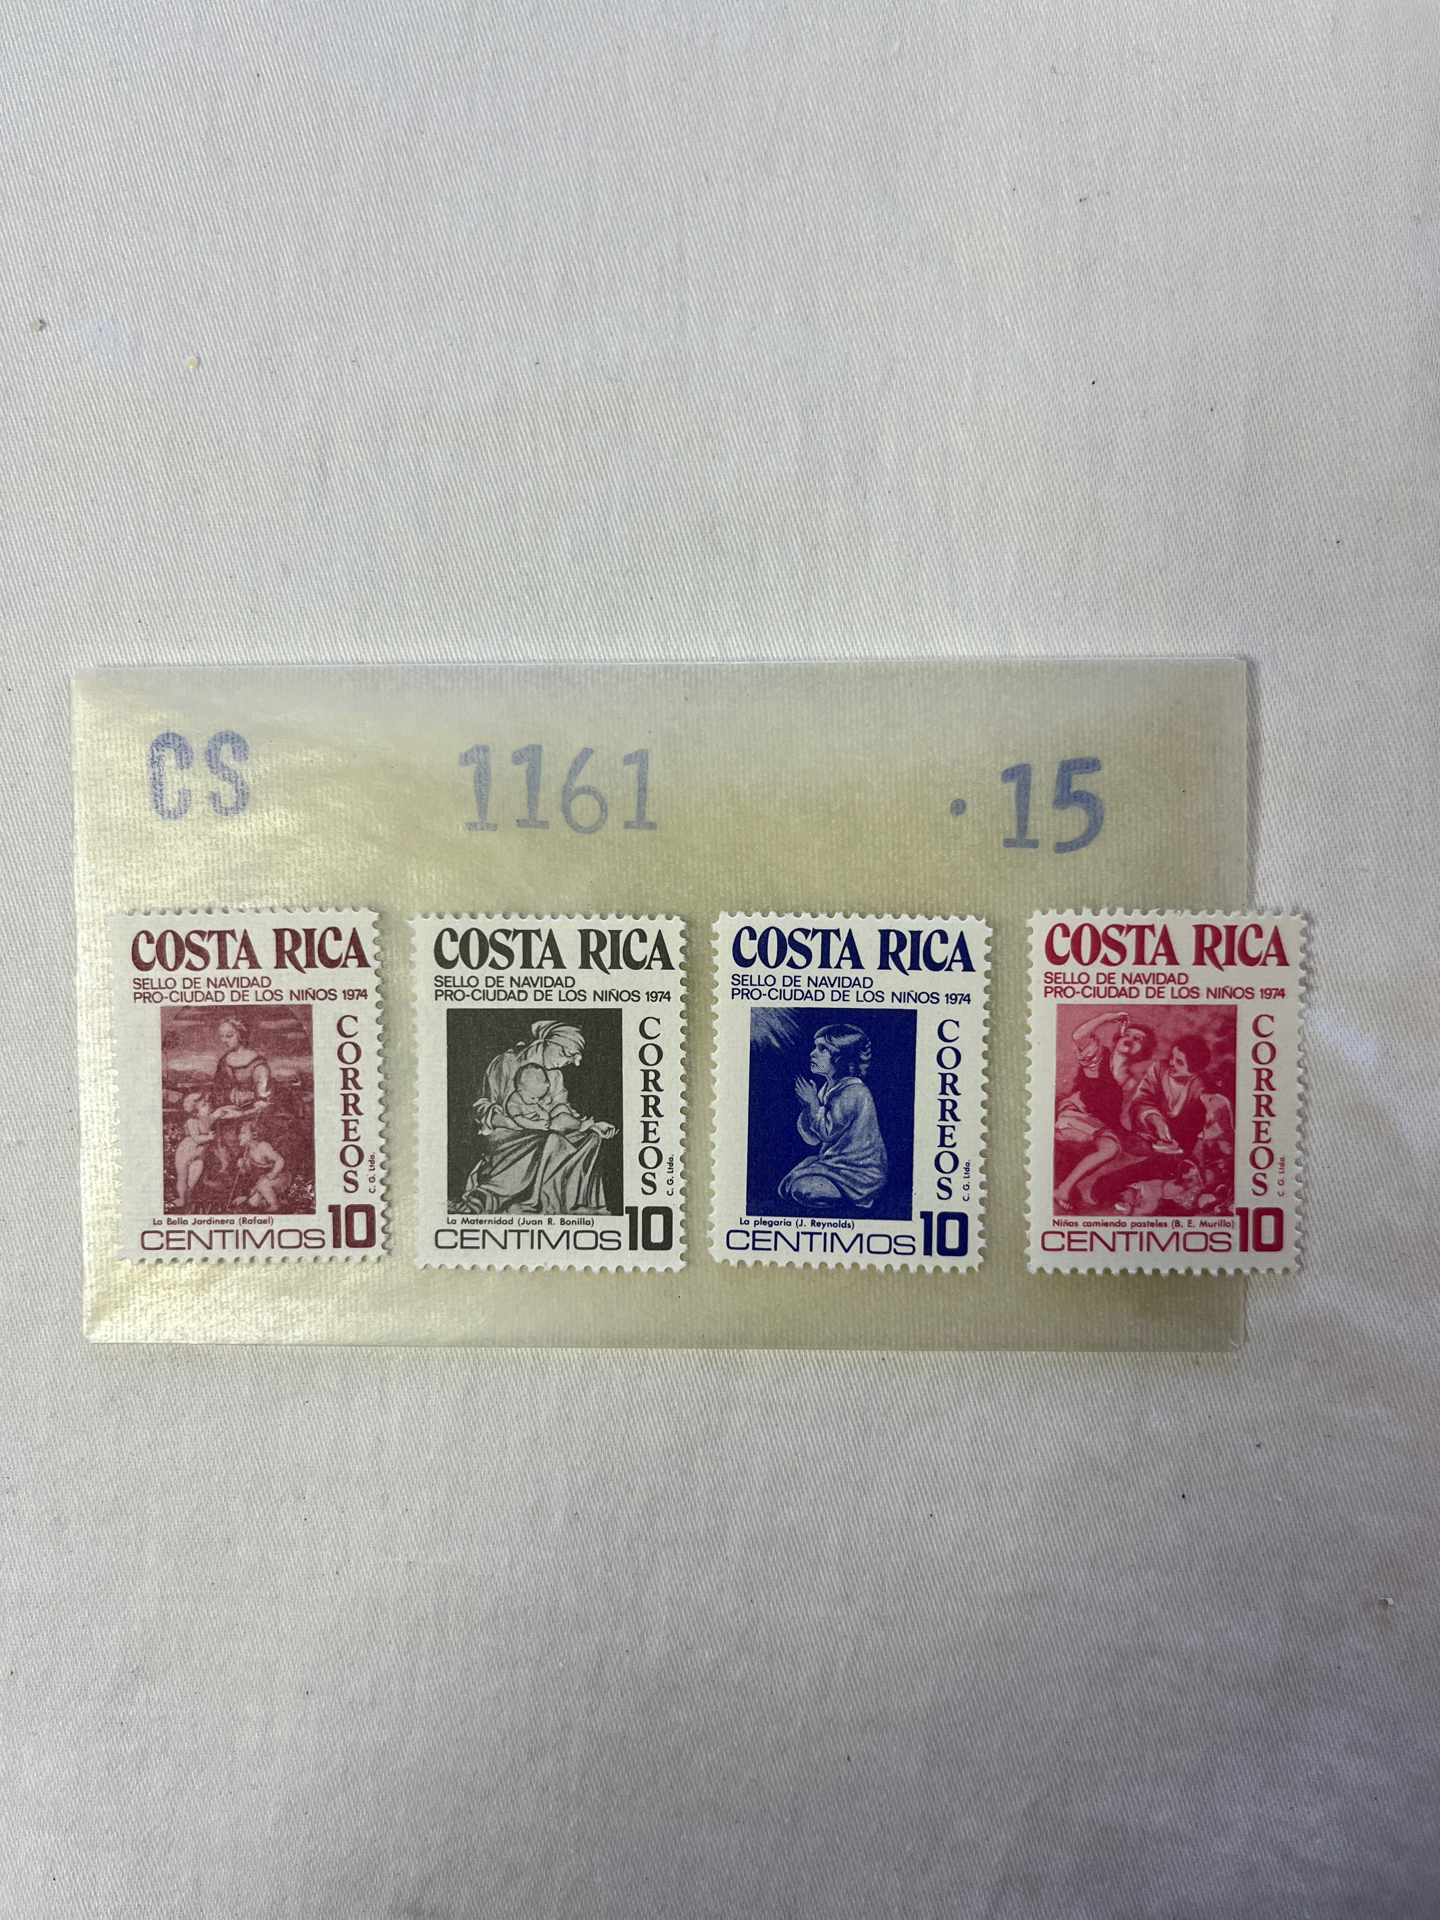 CS 1161 .15
COSTA RICA
SELLO DE NAVIDAD
PRO-CIUDAD DE LOS NIÑOS 1974
CORREOS
C. G. Ltda.
La Bella Jardinera (Rafael)
CENTIMOS 10
COSTA RICA
SELLO DE NAVIDAD
PRO-CIUDAD DE LOS NIÑOS 1974
CORREOS
C. G. Ltda.
La Maternidad (Juan R. Bonilla)
CENTIMOS 10
COSTA RICA
SELLO DE NAVIDAD
PRO-CIUDAD DE LOS NIÑOS 1974
CORREOS
C. G. Ltda.
La plegaria (J. Reynolds)
CENTIMOS 10
COSTA RICA
SELLO DE NAVIDAD
PRO-CIUDAD DE LOS NIÑOS 1974
CORREOS
C. G. Ltda.
Niños comiendo pasteles (B. E. Murillo)
CENTIMOS 10